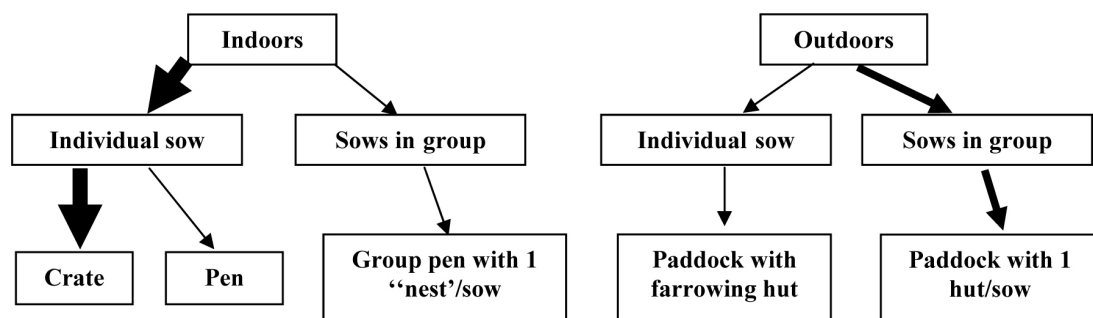 Indoors
Outdoors
Individual sow
Sows in group
Individual sow
Sows in group
Crate
Pen
Group pen with 1
‘‘nest’/sow
Paddock with
farrowing hut
Paddock with 1
hut/sow